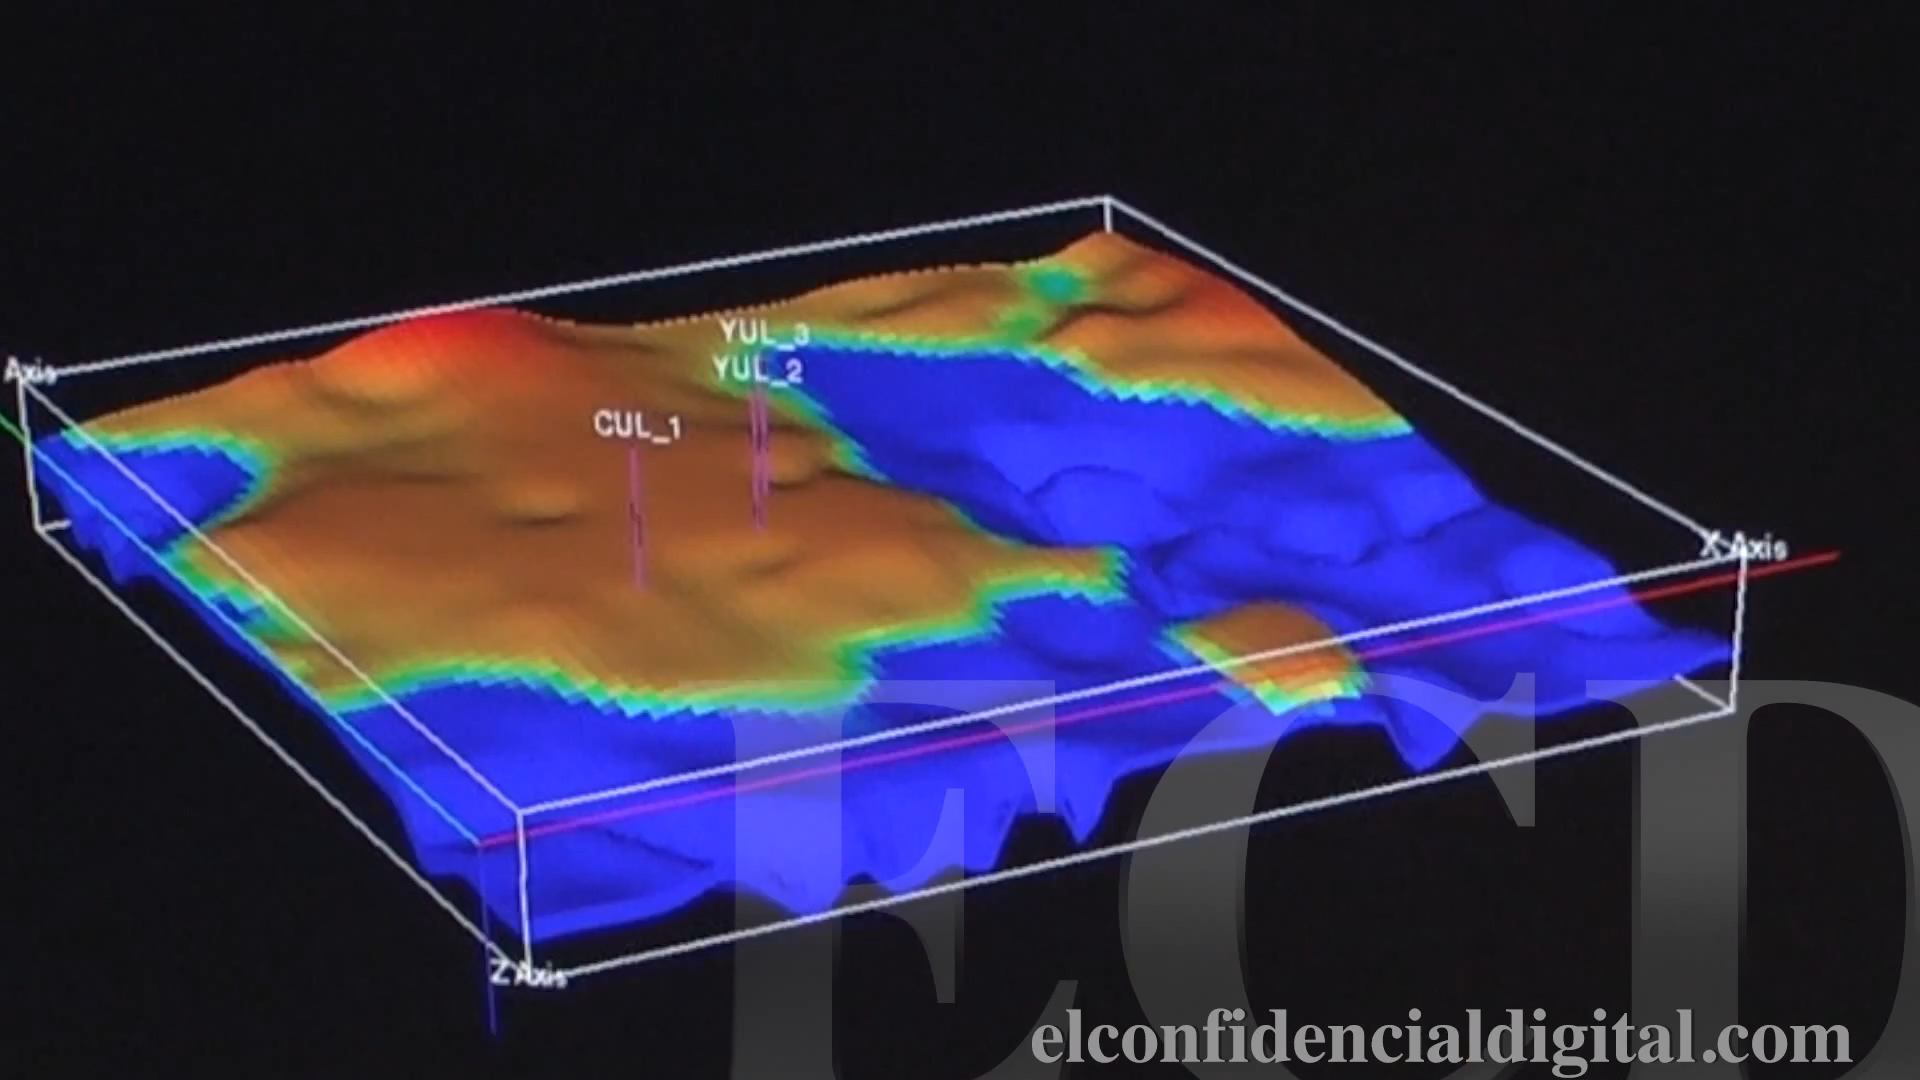 YUL_3
YUL_2
Axis
CUL_1
X Axis
Z Axis
ECD
elconfidencialdigital.com